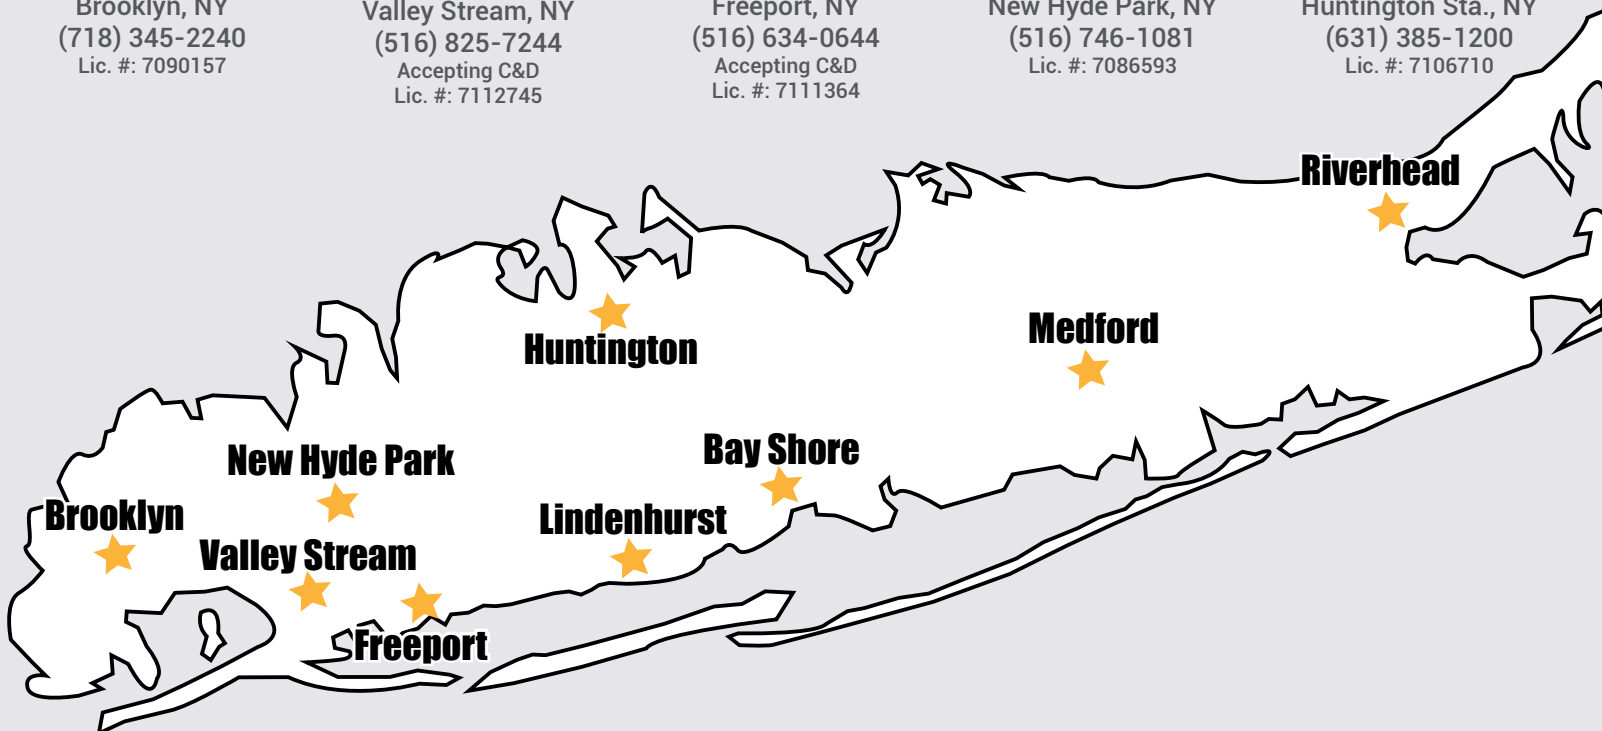 Brooklyn, NY
(718) 345-2240
Lic. #: 7090157
Valley Stream, NY
(516) 825-7244
Accepting C&D
Lic. #: 7112745
Freeport, NY
(516) 634-0644
Accepting C&D
Lic. #: 7111364
New Hyde Park, NY
(516) 746-1081
Lic. #: 7086593
Huntington Sta., NY
(631) 385-1200
Lic. #: 7106710
Riverhead
Medford
Huntington
Bay Shore
New Hyde Park
Lindenhurst
Brooklyn
Valley Stream
Freeport